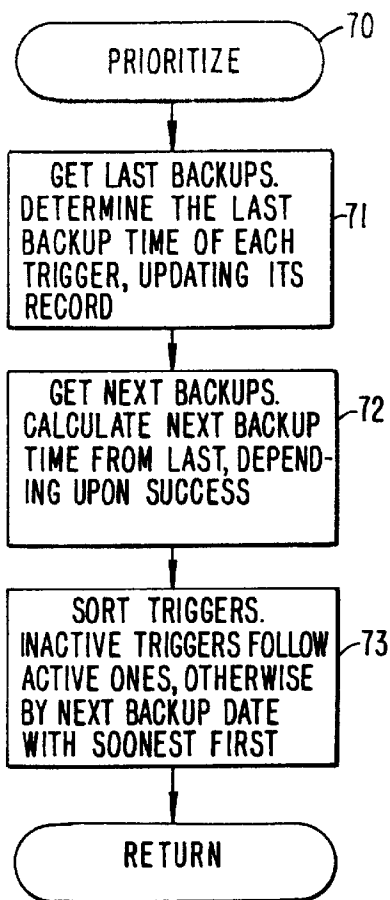 70
PRIORITIZE
GET LAST BACKUPS.
DETERMINE THE LAST
BACKUP TIME OF EACH
TRIGGER, UPDATING ITS
RECORD
71
GET NEXT BACKUPS.
CALCULATE NEXT BACKUP
TIME FROM LAST, DEPEND-
ING UPON SUCCESS
72
SORT TRIGGERS.
INACTIVE TRIGGERS FOLLOW
ACTIVE ONES, OTHERWISE
BY NEXT BACKUP DATE
WITH SOONEST FIRST
73
RETURN